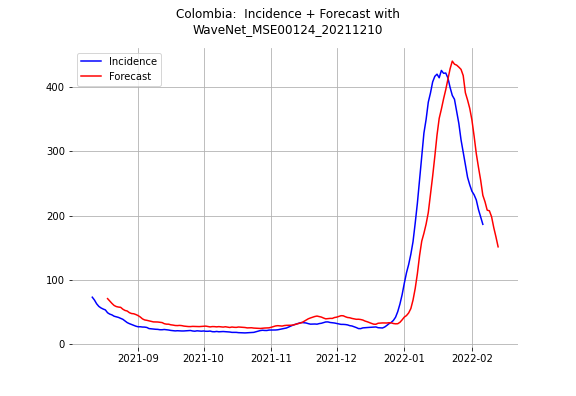 Colombia:  Incidence + Forecast with
WaveNet_MSE00124_20211210
Incidence
Forecast
400
300
200
100
0
2021-09 2021-10 2021-11 2021-12 2022-01 2022-02